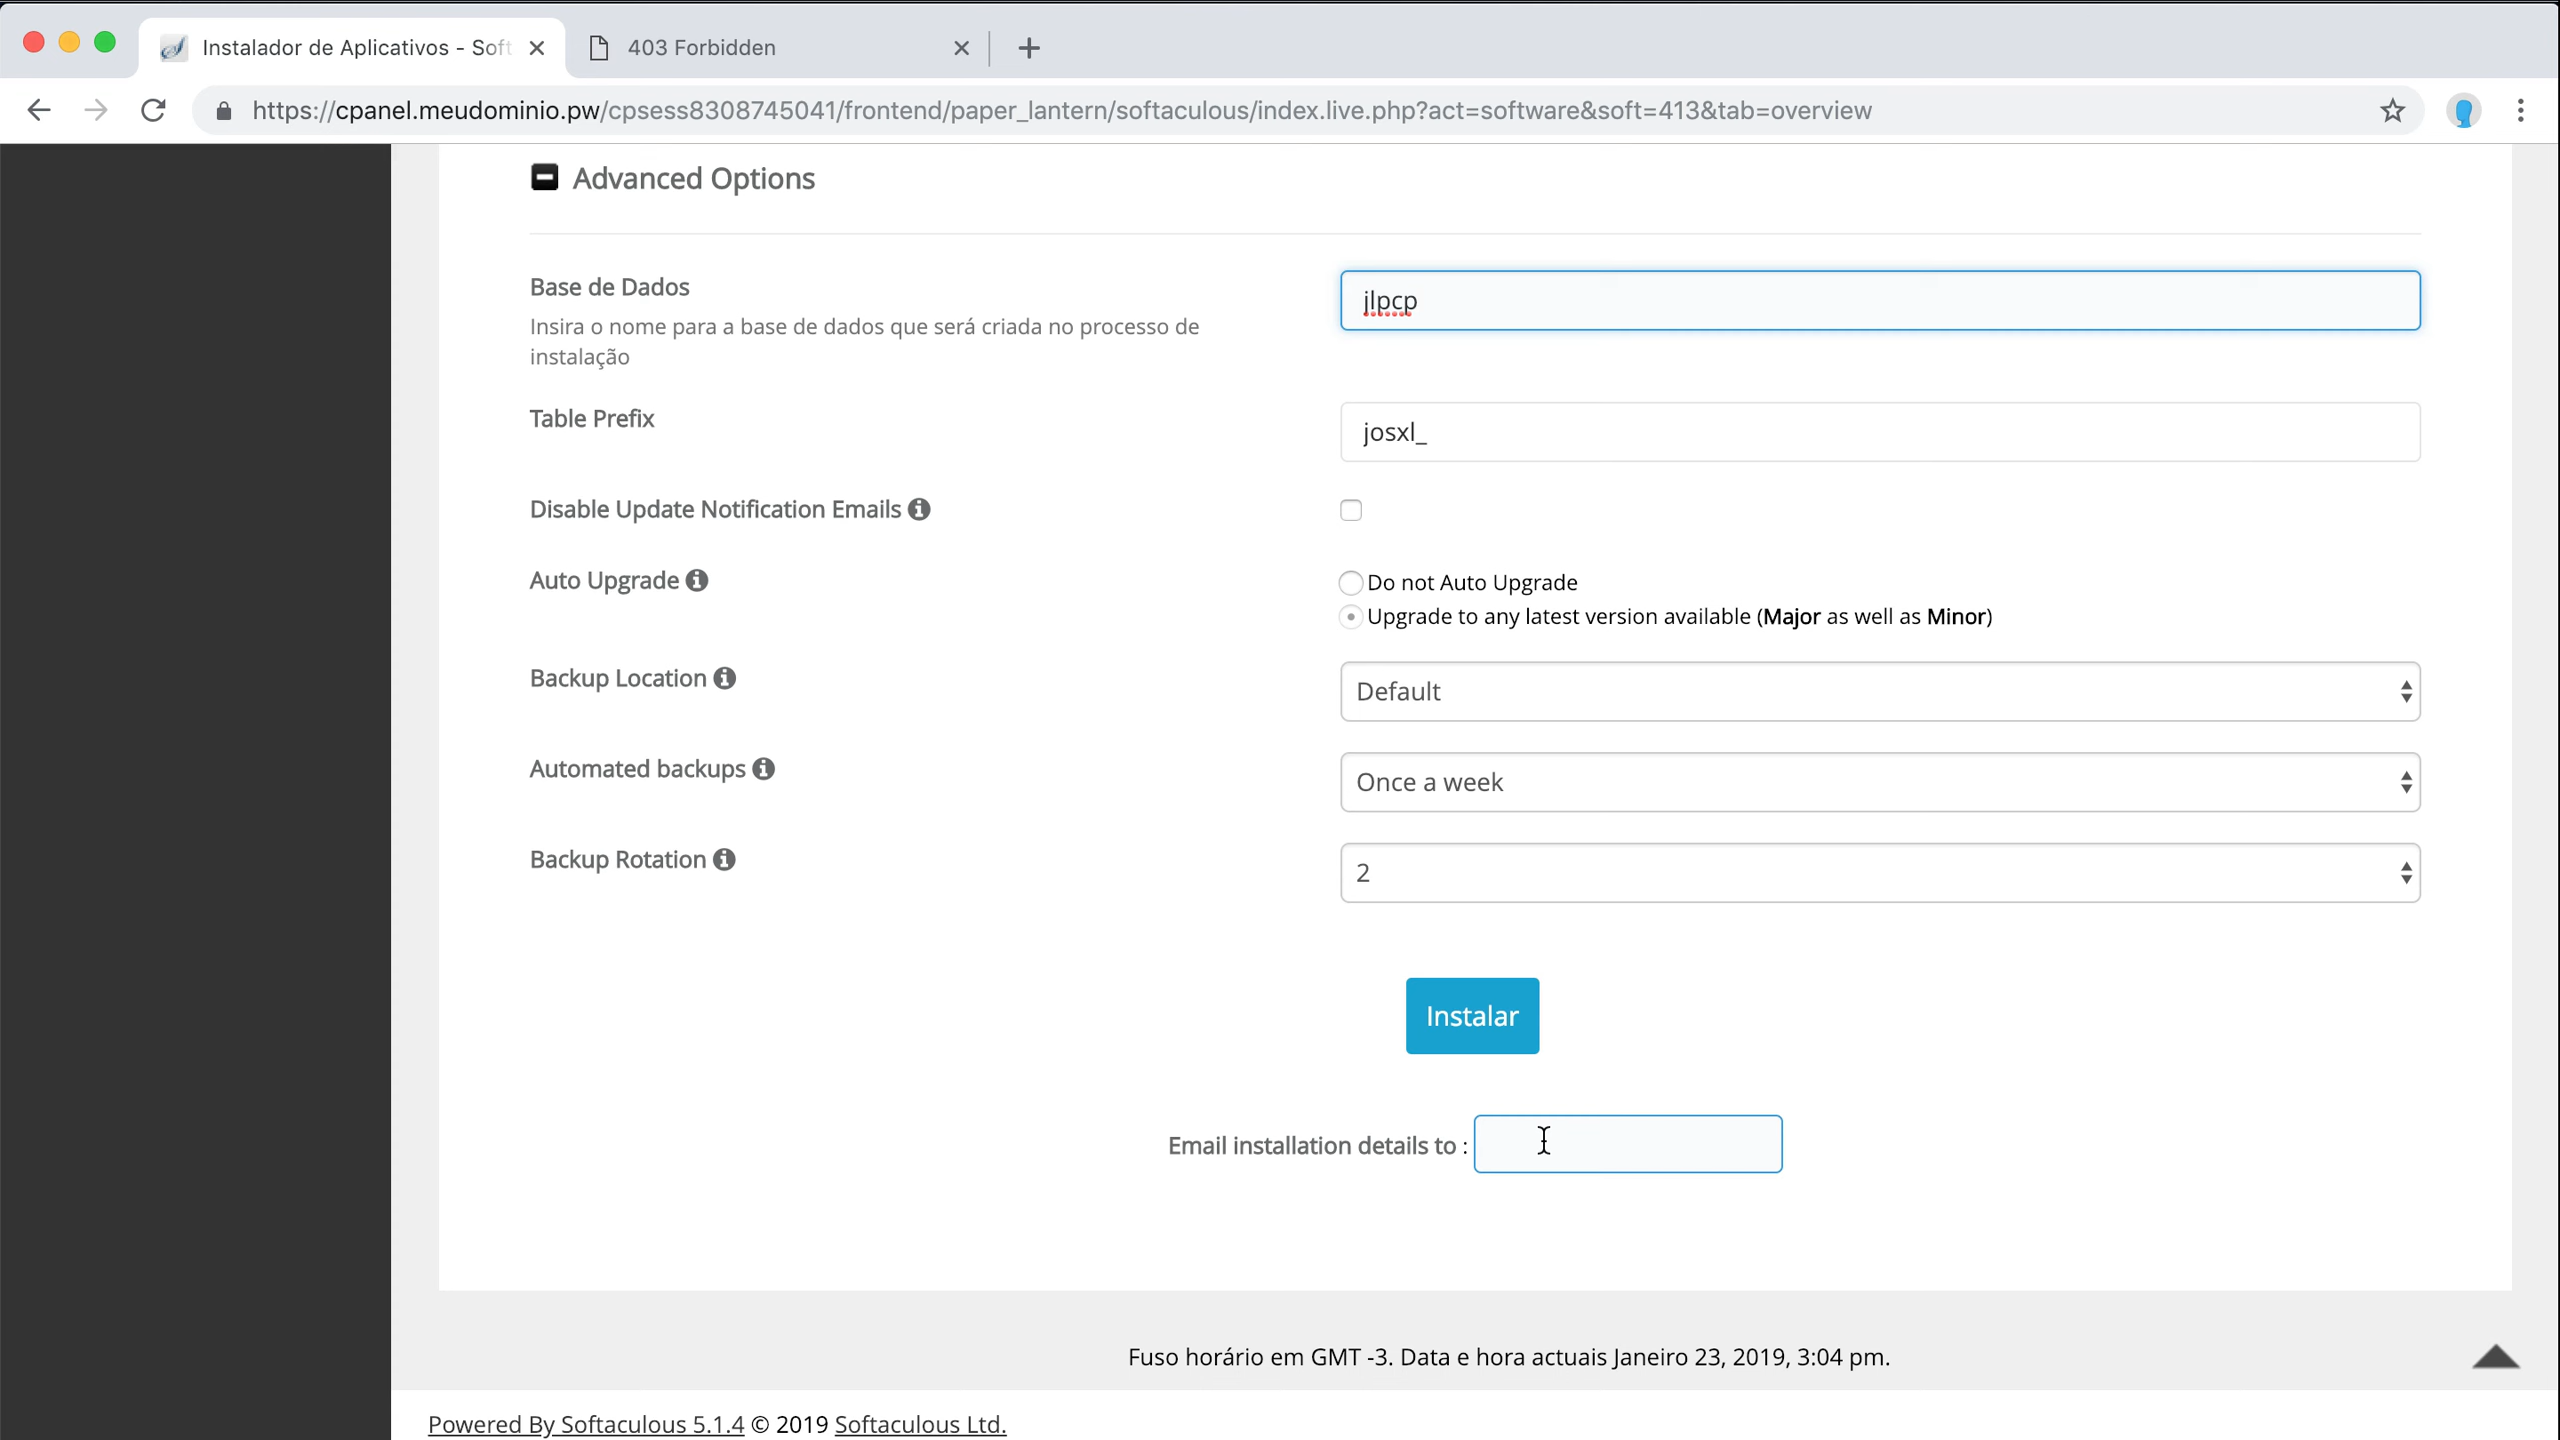 Instalador de Aplicativos - Soft
403 Forbidden
https://cpanel.meudominio.pw/cpsess8308745041/frontend/paper_lantern/softaculous/index.live.php?act=software&soft=413&tab=overview
Advanced Options
Base de Dados
jlpcp
Insira o nome para a base de dados que será criada no processo de
instalação
Table Prefix
josxl_
Disable Update Notification Emails
Auto Upgrade
Do not Auto Upgrade
Upgrade to any latest version available (Major as well as Minor)
Backup Location
Default
Automated backups
Once a week
Backup Rotation
2
Instalar
Email installation details to :
Fuso horário em GMT -3. Data e hora actuais Janeiro 23, 2019, 3:04 pm.
Powered By Softaculous 5.1.4 © 2019 Softaculous Ltd.